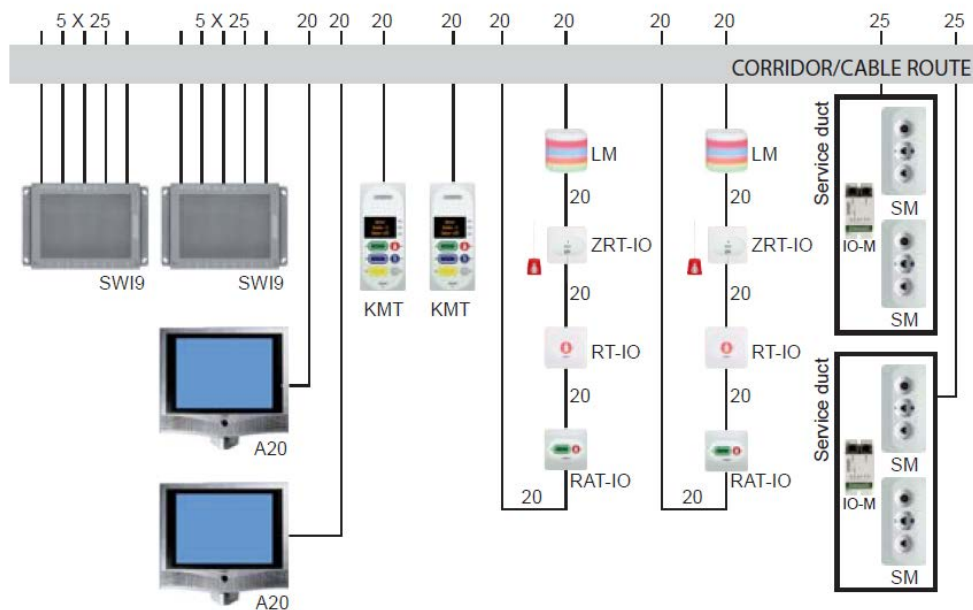 5 X 25
5 X 25
20 20
20
20
20
20
20
20
25
25
CORRIDOR/CABLE ROUTE
LM
LM
20
20
ZRT-IO
ZRT-IO
20
20
RT-IO
RT-IO
20
20
RAT-IO
RAT-IO
20
20
SWI9
SWI9
KMT
KMT
A20
A20
Service duct
IO-M
SM
SM
Service duct
IO-M
SM
SM